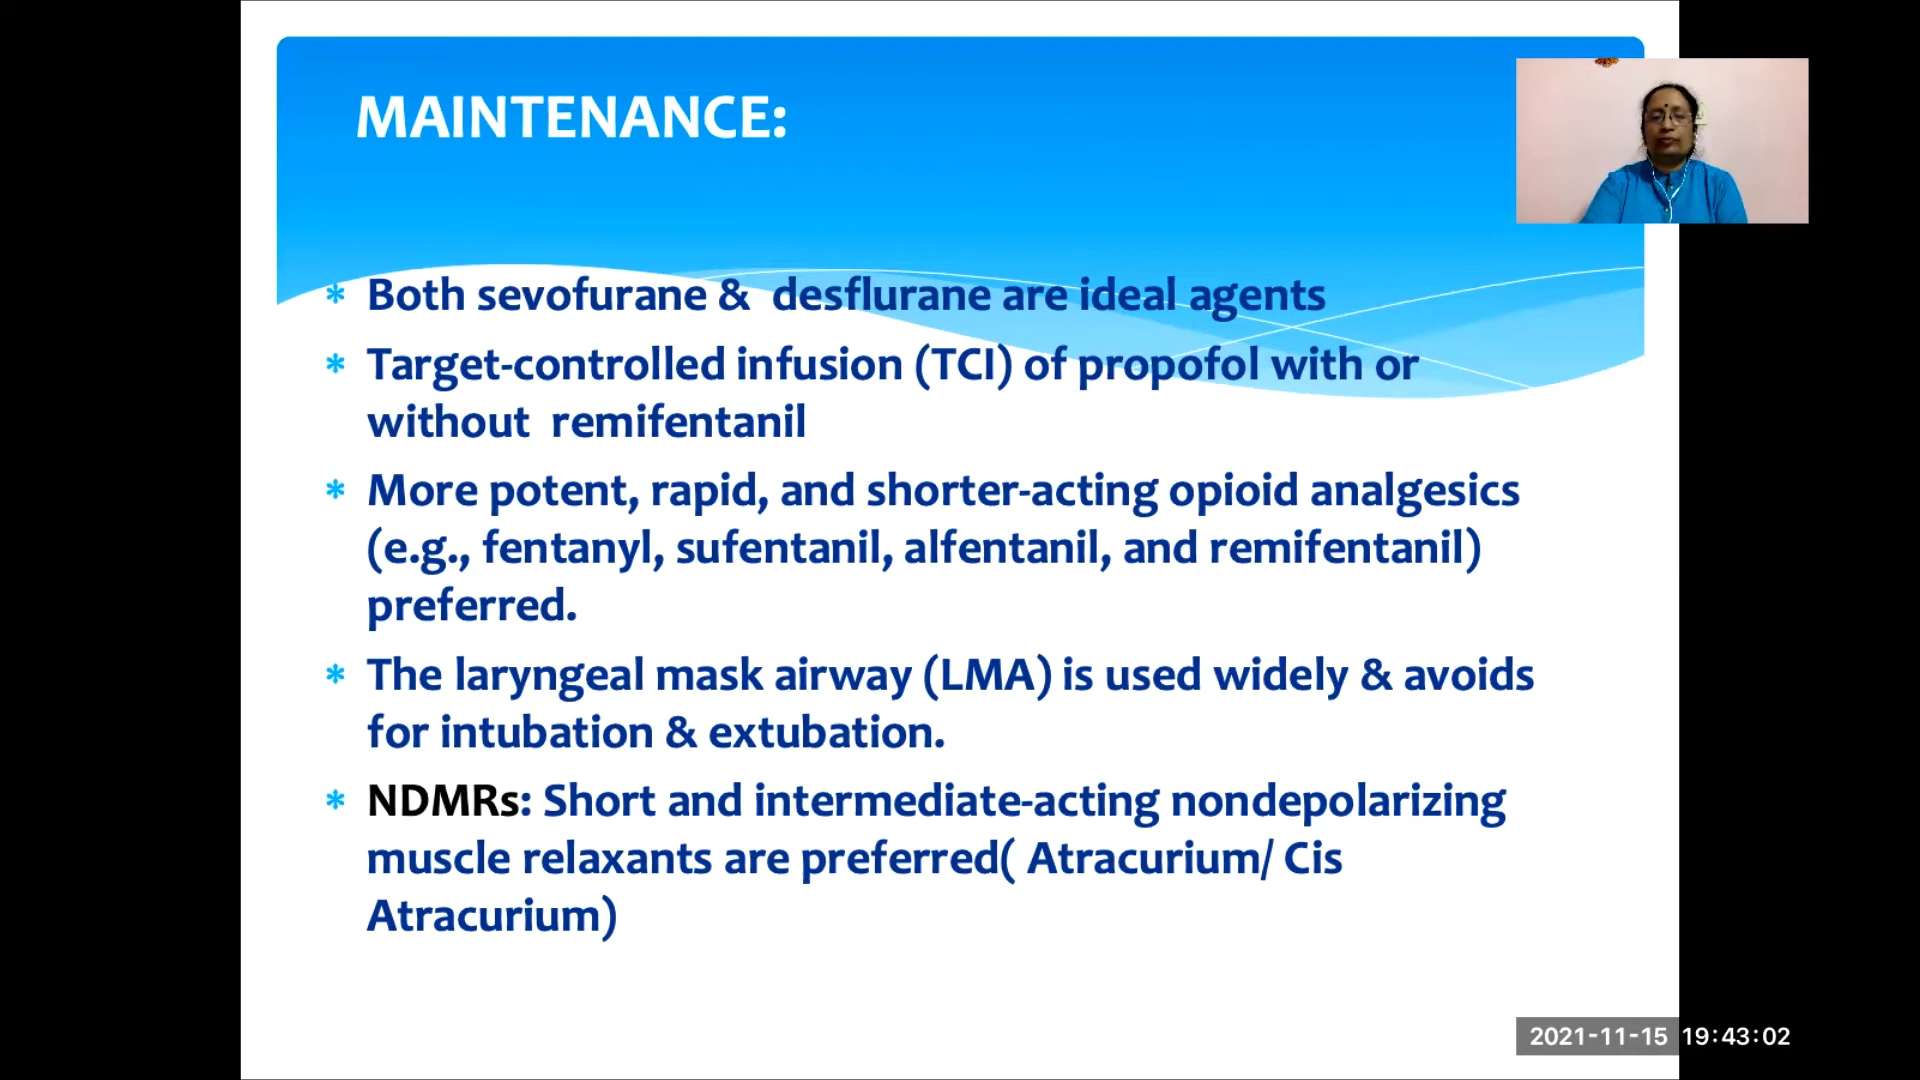 MAINTENANCE:
* Both sevofurane & desflurane are ideal agents
* Target-controlled infusion (TCI) of propofol with or
without remifentanil
* More potent, rapid, and shorter-acting opioid analgesics
(e.g., fentanyl, sufentanil, alfentanil, and remifentanil)
preferred.
* The laryngeal mask airway (LMA) is used widely & avoids
for intubation & extubation.
* NDMRs: Short and intermediate-acting nondepolarizing
muscle relaxants are preferred( Atracurium/ Cis
Atracurium)
2021-11-15 19:43:02